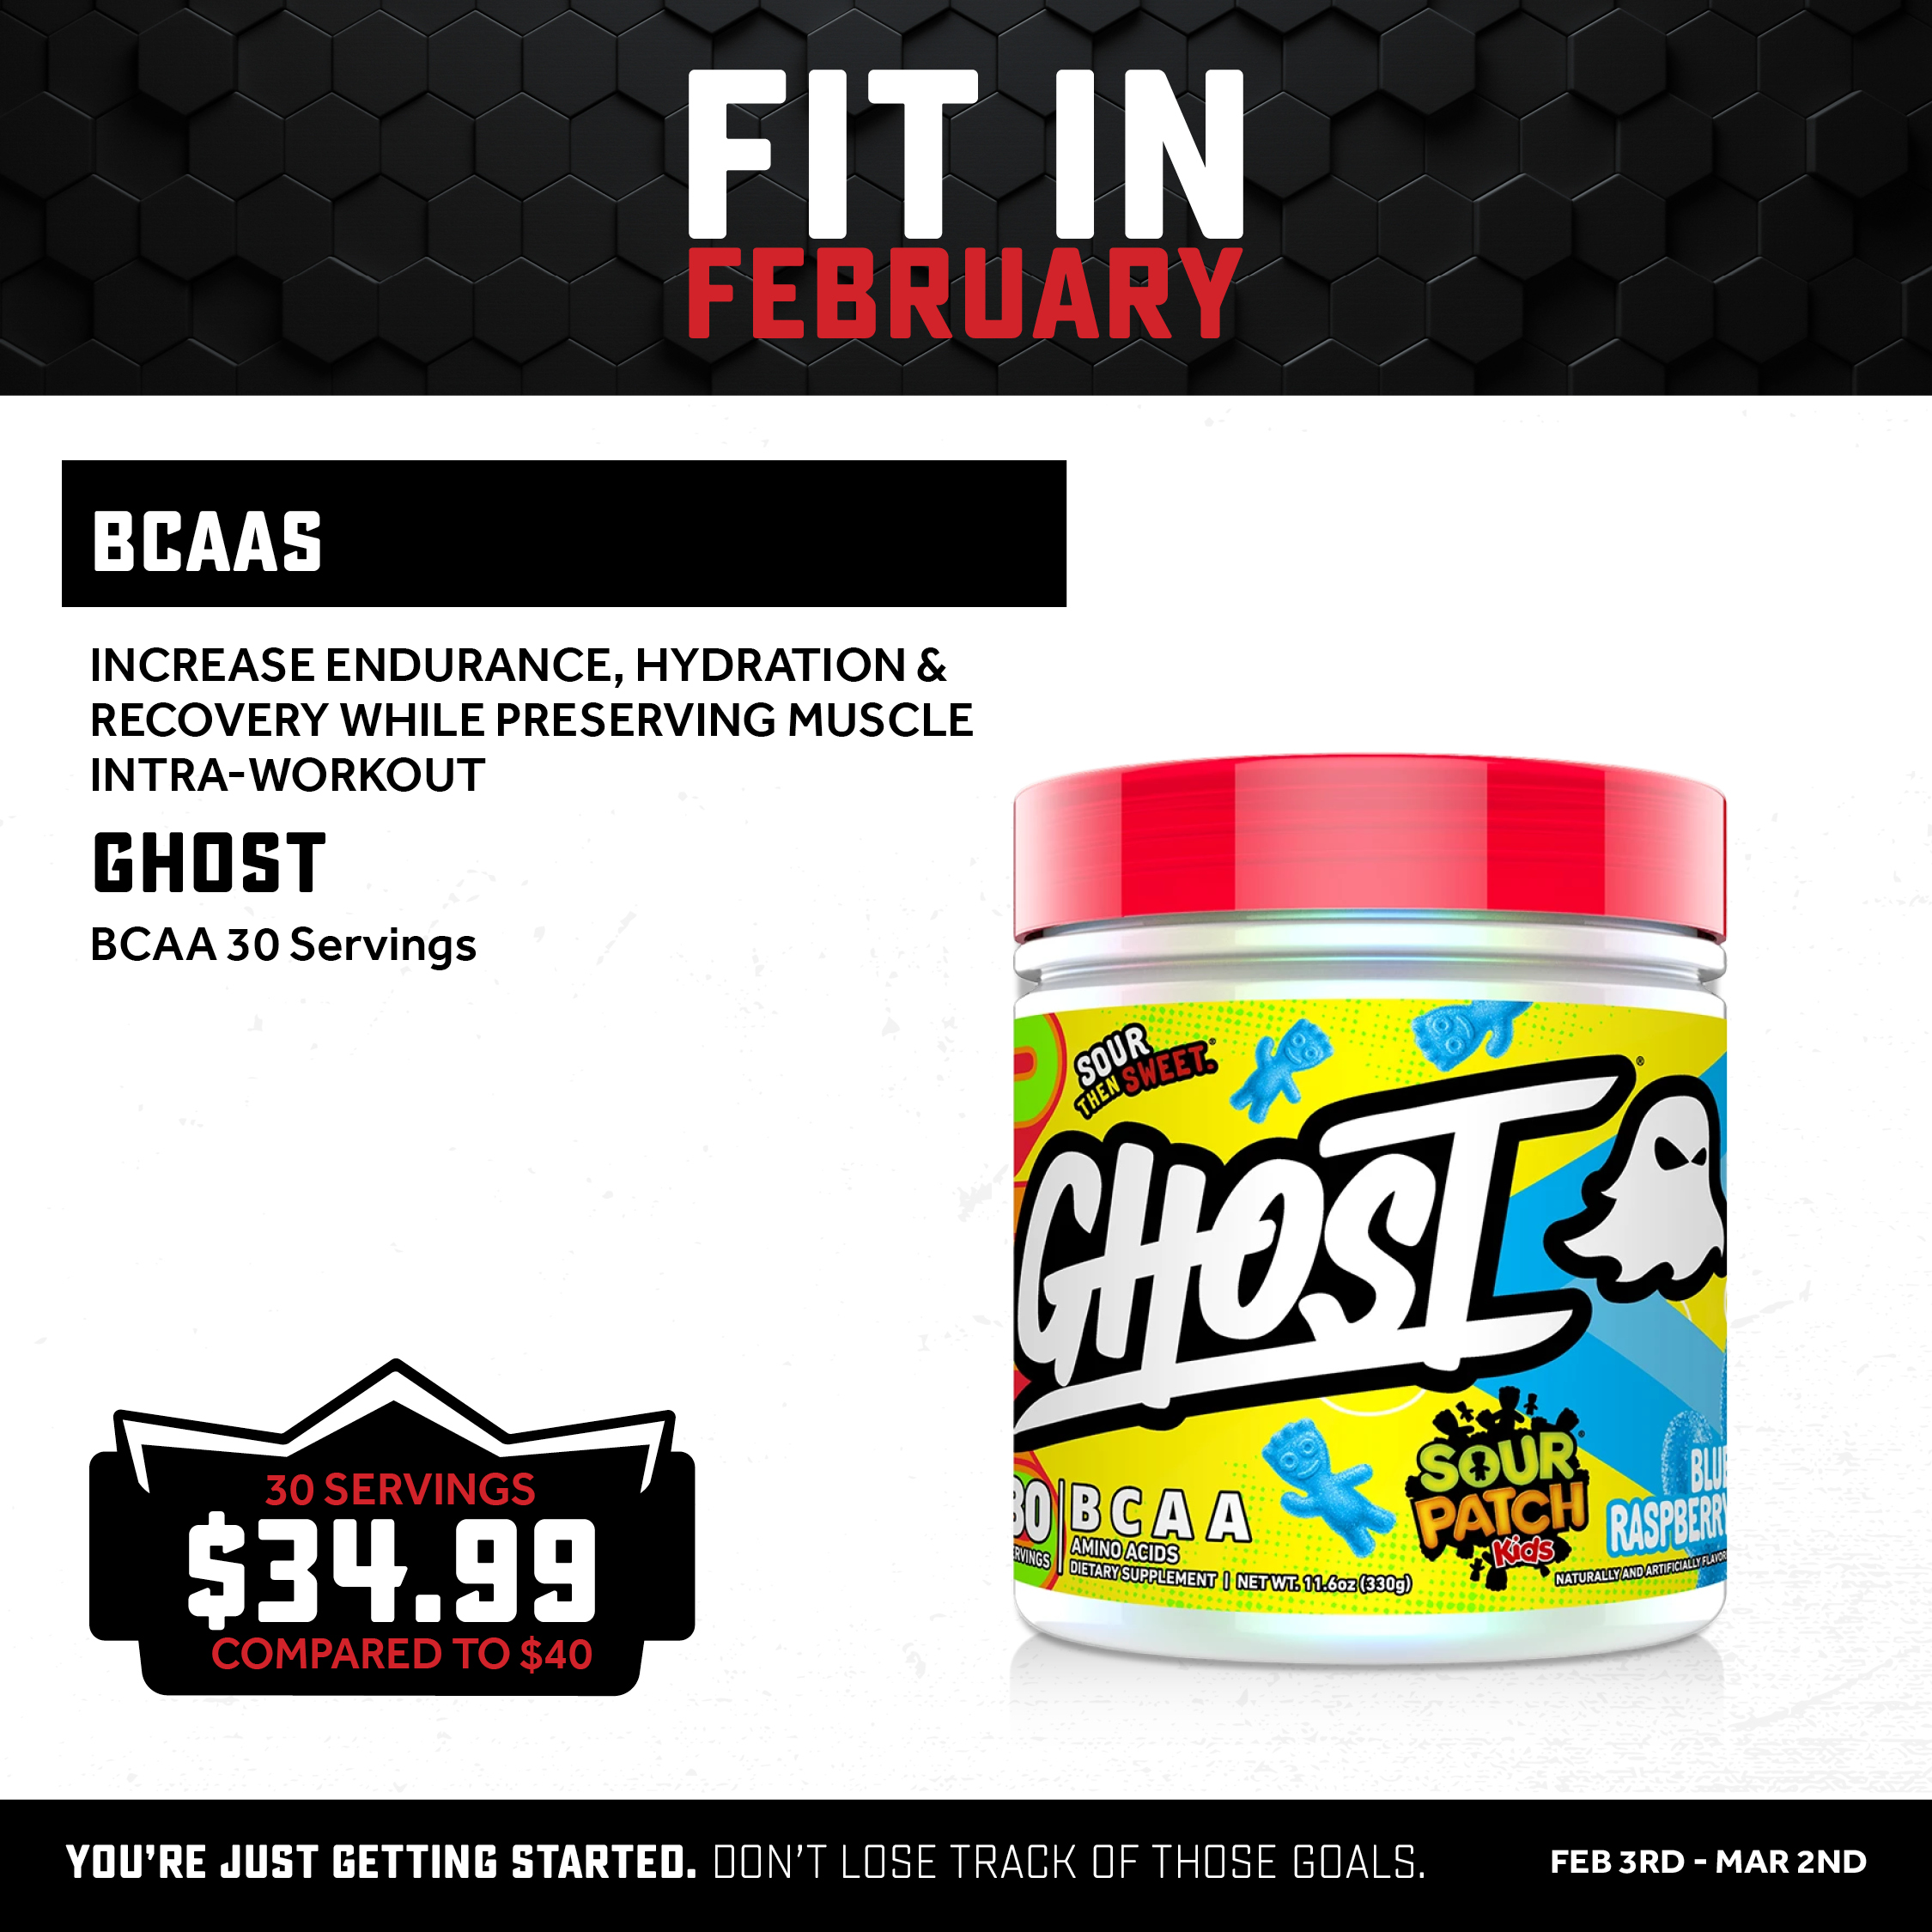 FIT IN
FEBRUARY
BCAAS
INCREASE ENDURANCE, HYDRATION &
RECOVERY WHILE PRESERVING MUSCLE
INTRA-WORKOUT
GHOST
BCAA 30 Servings
SOUR
THEN SWEET.®
GHOST®
30
BCAA
AMINO ACIDS
DIETARY SUPPLEMENT | NET WT. 11.6oz (330g)
SOUR
PATCH
Kids
RASPBERRY
NATURALLY AND ARTIFICIALLY
30 SERVINGS
$34.99
COMPARED TO $40
YOU'RE JUST GETTING STARTED. DON'T LOSE TRACK OF THOSE GOALS.
FEB 3RD - MAR 2ND